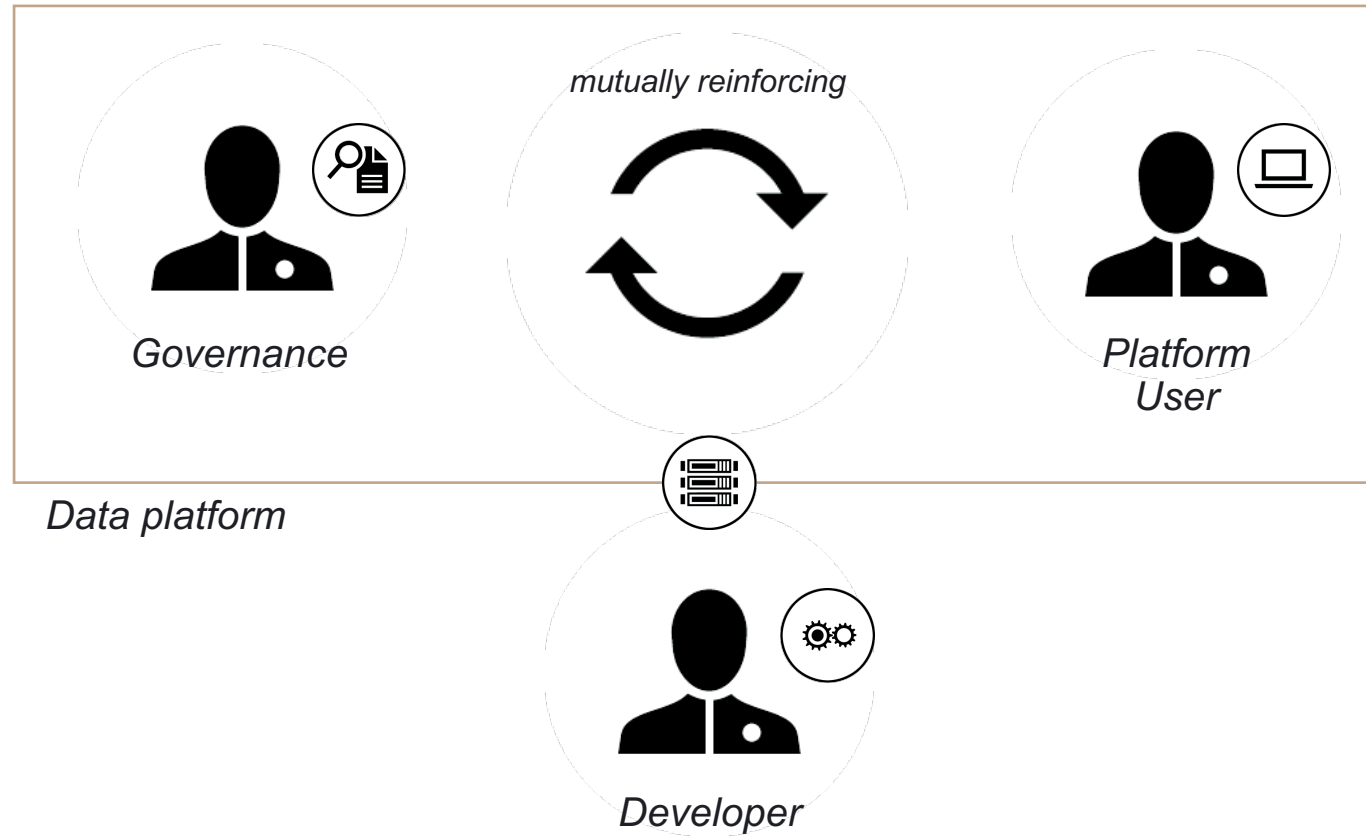 mutually reinforcing
Governance
Platform
User
Data platform
Developer